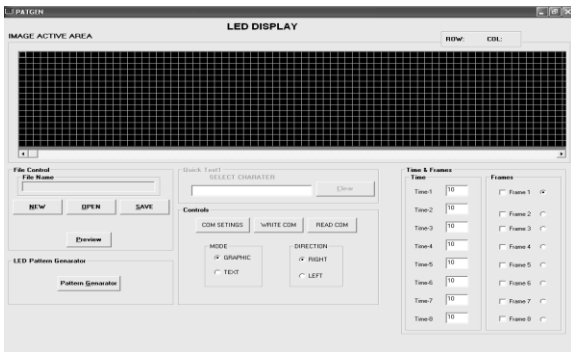 PATGEN
LED DISPLAY
IMAGE ACTIVE AREA
ROW: COL:
File Control
File Name
NEW OPEN SAVE
Preview
LED Pattern Genarator
Pattern Genarator
Quick Text!!
SELECT CHARATER
Clear
Controls
COM SETINGS WRITE COM READ COM
MODE
GRAPHIC
TEXT
DIRECTION
RIGHT
LEFT
Time & Frames
Time
Time-1 10
Time-2 10
Time-3 10
Time-4 10
Time-5 10
Time-6 10
Time-7 10
Time-8 10
Frames
Frame 1
Frame 2
Frame 3
Frame 4
Frame 5
Frame 6
Frame 7
Frame 8